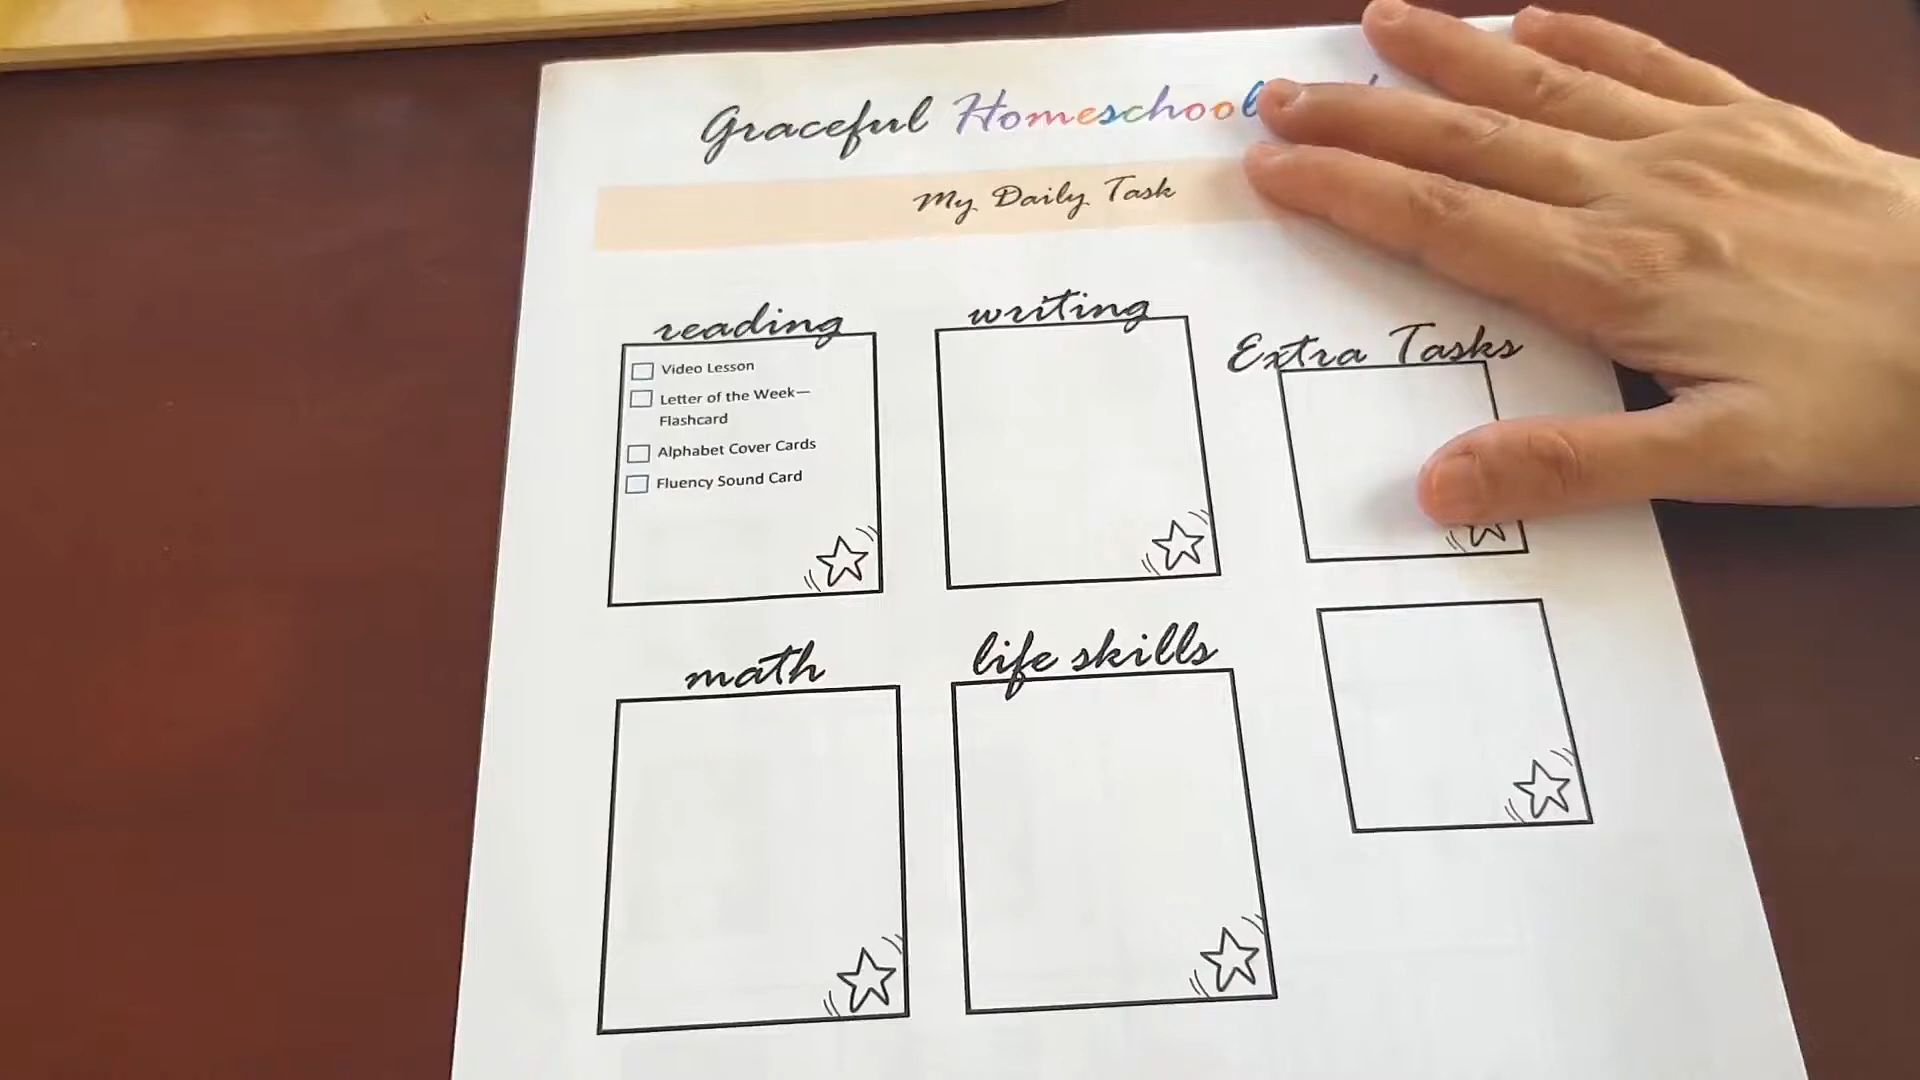 Graceful Homeschool
My Daily Task
reading
Video Lesson
Letter of the Week—
Flashcard
Alphabet Cover Cards
Fluency Sound Card
writing
Extra Tasks
math
life skills